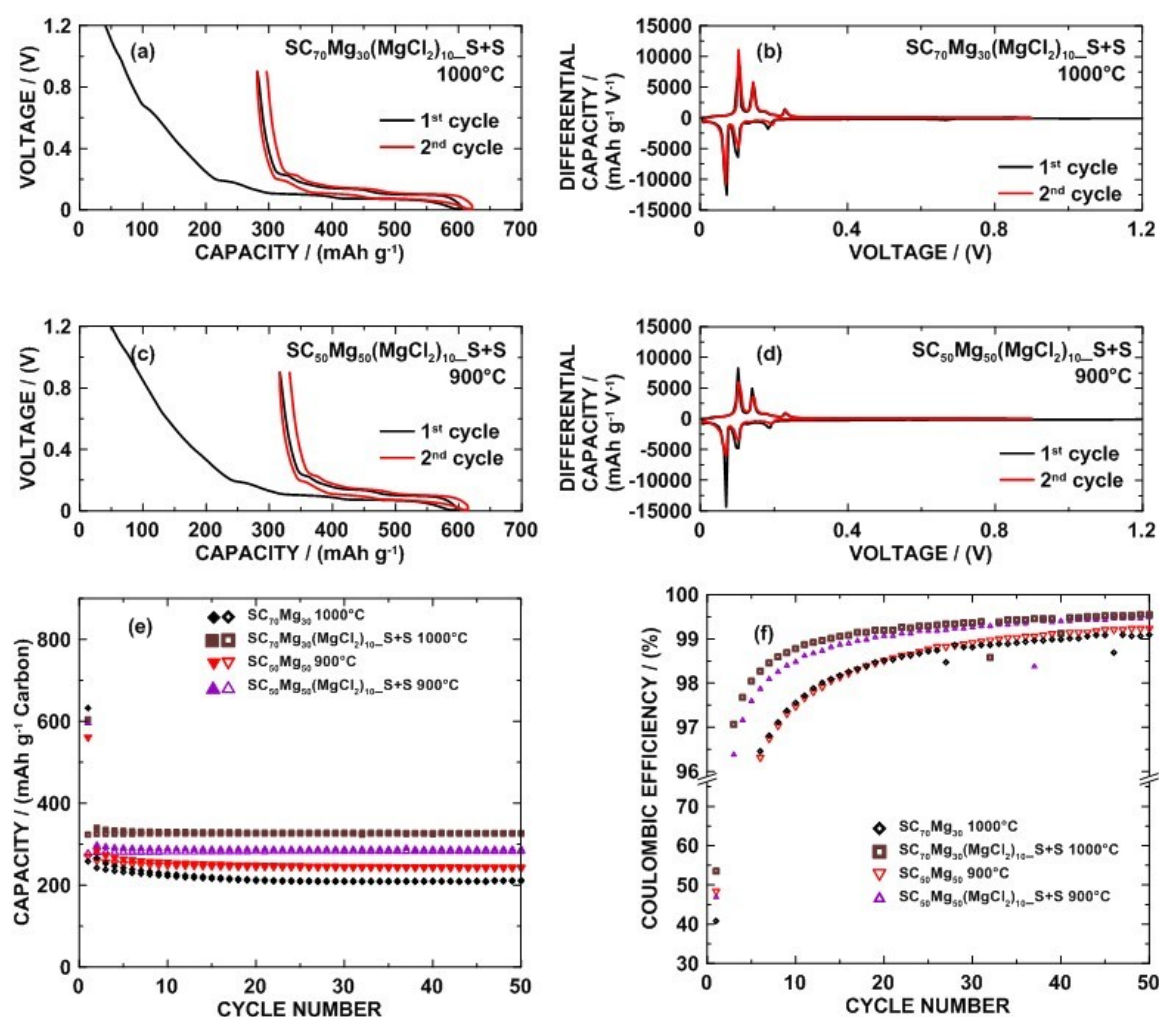 (a)
SC₇₀Mg₃₀(MgCl₂)₁₀_S+S
1000°C
1ˢᵗ cycle
2ⁿᵈ cycle
VOLTAGE / (V)
1.2
0.8
0.4
0
0 100 200 300 400 500 600 700
CAPACITY / (mAh g⁻¹)
(b)
SC₇₀Mg₃₀(MgCl₂)₁₀_S+S
1000°C
1ˢᵗ cycle
2ⁿᵈ cycle
DIFFERENTIAL
CAPACITY /
(mAh g⁻¹ V⁻¹)
15000
10000
5000
0
-5000
-10000
-15000
0.4 0.8 1.2
VOLTAGE / (V)
(c)
SC₅₀Mg₅₀(MgCl₂)₁₀_S+S
900°C
1ˢᵗ cycle
2ⁿᵈ cycle
VOLTAGE / (V)
1.2
0.8
0.4
0
0 100 200 300 400 500 600 700
CAPACITY / (mAh g⁻¹)
(d)
SC₅₀Mg₅₀(MgCl₂)₁₀_S+S
900°C
1ˢᵗ cycle
2ⁿᵈ cycle
DIFFERENTIAL
CAPACITY /
(mAh g⁻¹ V⁻¹)
15000
10000
5000
0
-5000
-10000
-15000
0.4 0.8 1.2
VOLTAGE / (V)
(e)
SC₇₀Mg₃₀ 1000°C
SC₇₀Mg₃₀(MgCl₂)₁₀_S+S 1000°C
SC₅₀Mg₅₀ 900°C
SC₅₀Mg₅₀(MgCl₂)₁₀_S+S 900°C
CAPACITY / (mAh g⁻¹ Carbon)
800
600
400
300
200
0
0 10 20 30 40 50
CYCLE NUMBER
(f)
COULOMBIC EFFICIENCY / (%)
99
98
97
96
70
60
50
40
30
SC₇₀Mg₃₀ 1000°C
SC₇₀Mg₃₀(MgCl₂)₁₀_S+S 1000°C
SC₅₀Mg₅₀ 900°C
SC₅₀Mg₅₀(MgCl₂)₁₀_S+S 900°C
0 10 20 30 40 50
CYCLE NUMBER